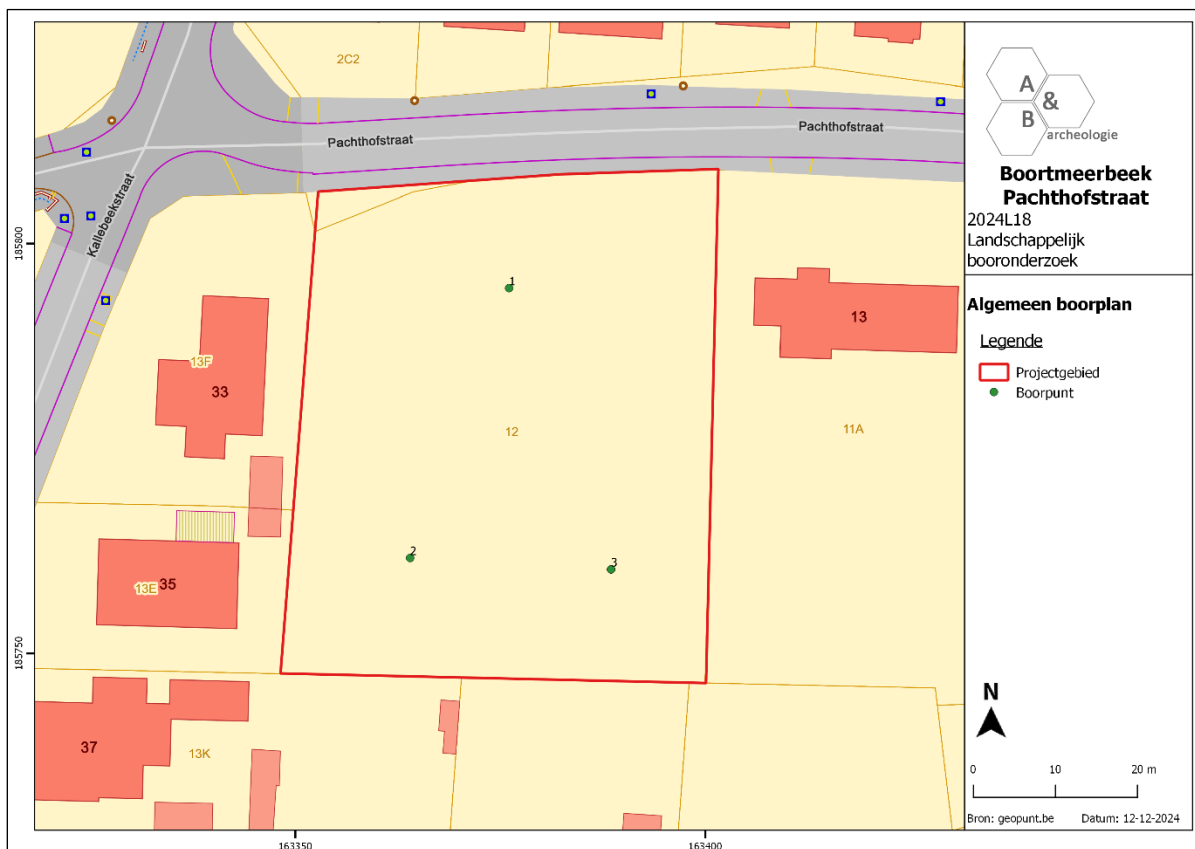 2C2
Pachthofstraat
Pachthofstraat
Kallebeekstraat
185800
1
13F
33
13
12
11A
2
3
13E
35
185750
37
13K
163350
163400
A
&
B
archeologie
Boortmeerbeek
Pachthofstraat
2024L18
Landschappelijk
booronderzoek
Algemeen boorplan
Legende
Projectgebied
Boorpunt
N
0 10 20 m
Bron: geopunt.be Datum: 12-12-2024